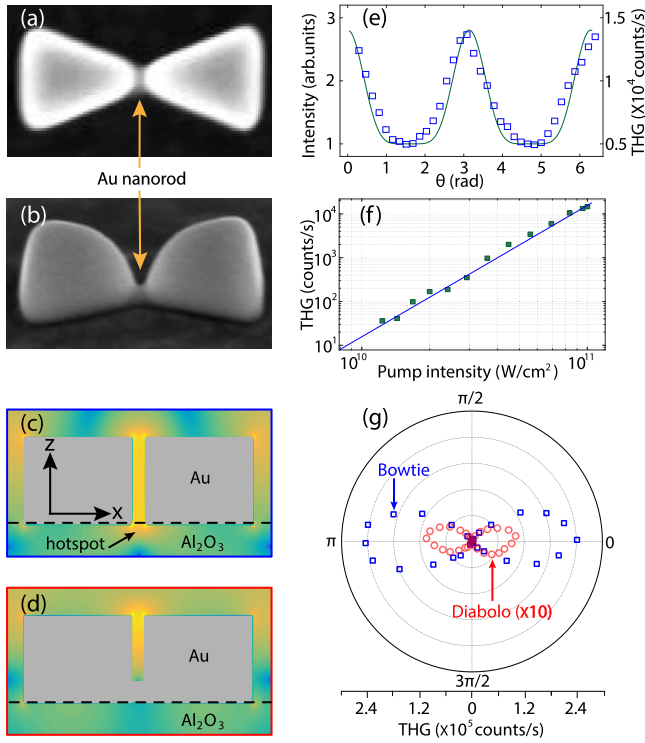 (a)
Au nanorod
(b)
(c)
Z
X
Au
hotspot
Al₂O₃
(d)
Au
Al₂O₃
(e)
Intensity (arb.units)
3
2
1
THG (X10⁴ counts/s)
1.5
1.0
0.5
0 1 2 3 4 5 6
θ (rad)
(f)
THG (counts/s)
10⁴
10³
10²
10¹
10¹⁰ 10¹¹
Pump intensity (W/cm²)
(g)
π/2
Bowtie
π
0
Diabolo (x10)
3π/2
2.4 1.2 0 1.2 2.4
THG (x10⁵ counts/s)